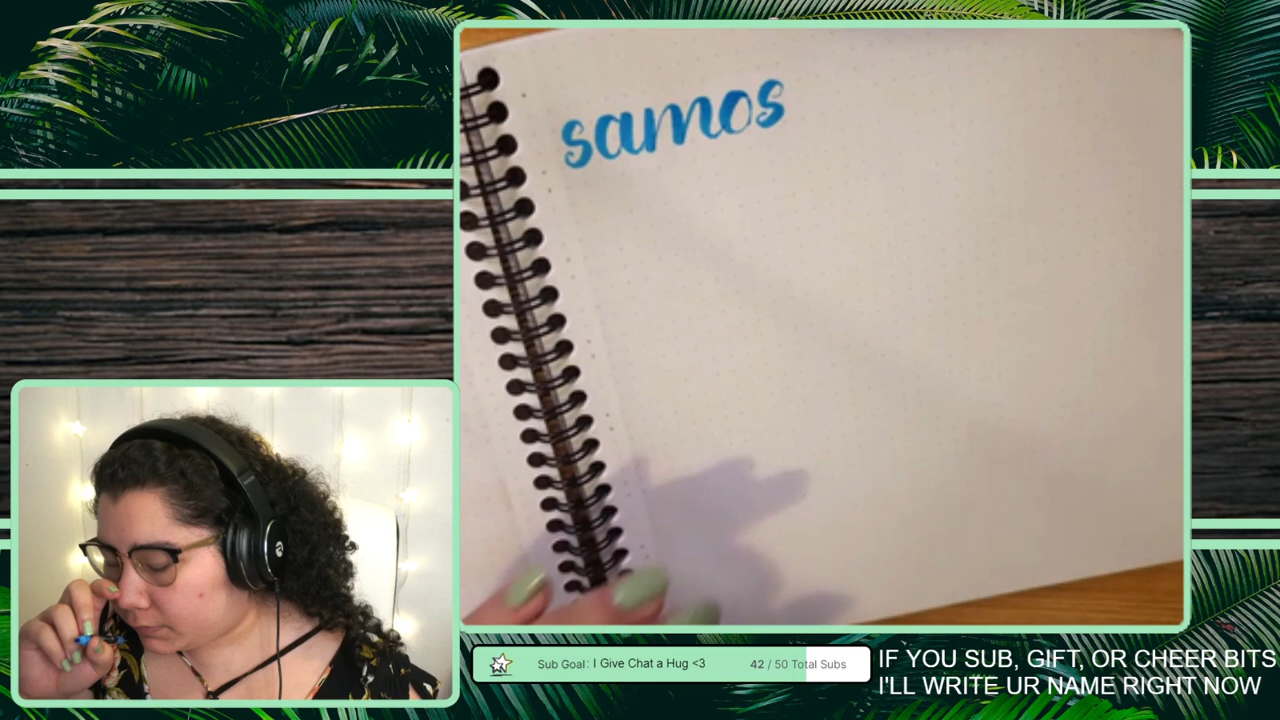 samos
Sub Goal: I Give Chat a Hug <3 42 / 50 Total Subs
IF YOU SUB, GIFT, OR CHEER BITS
I'LL WRITE UR NAME RIGHT NOW